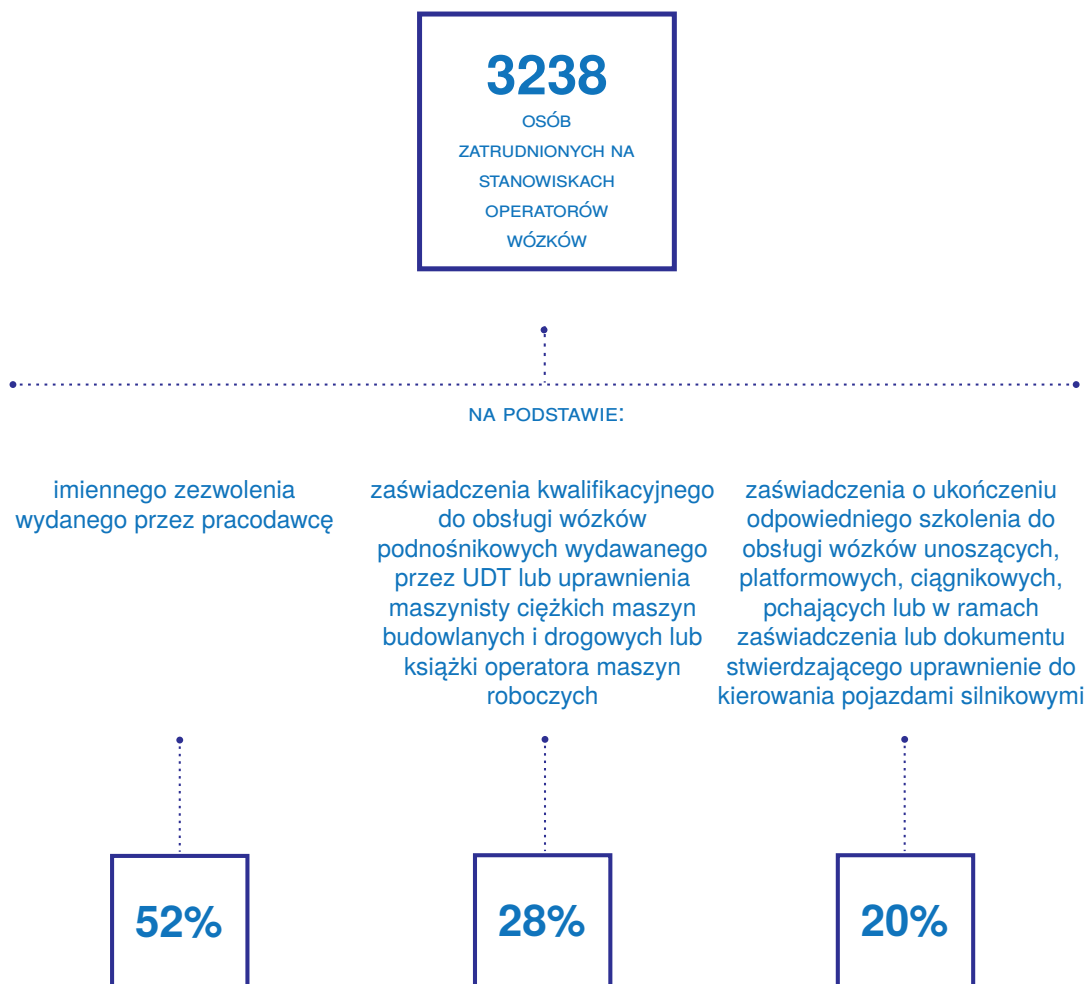 3238
OSÓB
ZATRUDNIONYCH NA
STANOWISKACH
OPERATORÓW
WÓZKÓW
NA PODSTAWIE:
imiennego zezwolenia
wydanego przez pracodawcę
zaświadczenia kwalifikacyjnego
do obsługi wózków
podnośnikowych wydawanego
przez UDT lub uprawnienia
maszynisty ciężkich maszyn
budowlanych i drogowych lub
książki operatora maszyn
roboczych
zaświadczenia o ukończeniu
odpowiedniego szkolenia do
obsługi wózków unoszących,
platformowych, ciągnikowych,
pchających lub w ramach
zaświadczenia lub dokumentu
stwierdzającego uprawnienie do
kierowania pojazdami silnikowymi
52%
28%
20%